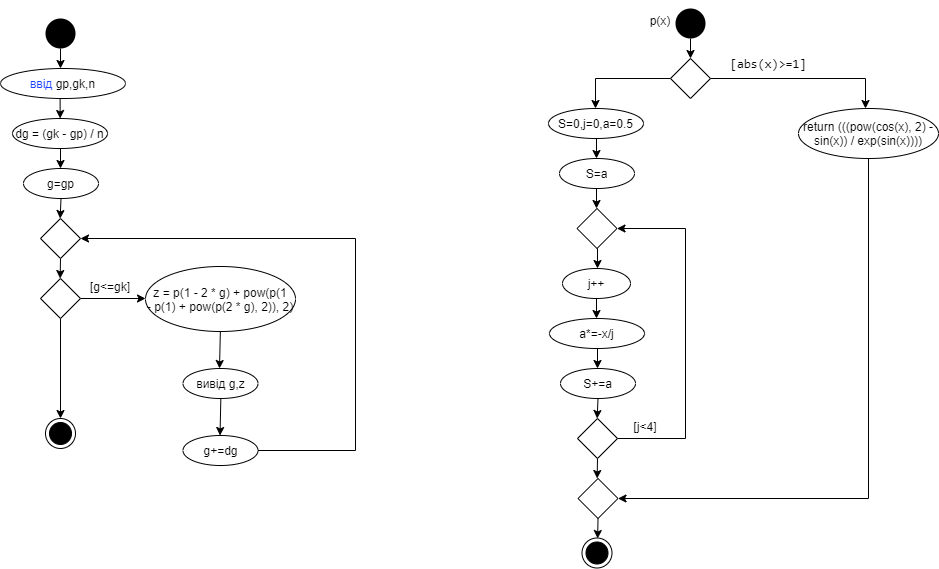 ввід gp,gk,n
dg = (gk - gp) / n
g=gp
[g<=gk]
z = p(1 - 2 * g) + pow(p(1
- p(1) + pow(p(2 * g), 2)), 2)
вивід g,z
g+=dg
p(x)
[abs(x)>=1]
S=0,j=0,a=0.5
return (((pow(cos(x), 2) -
sin(x)) / exp(sin(x))))
S=a
j++
a*=-x/j
S+=a
[j<4]